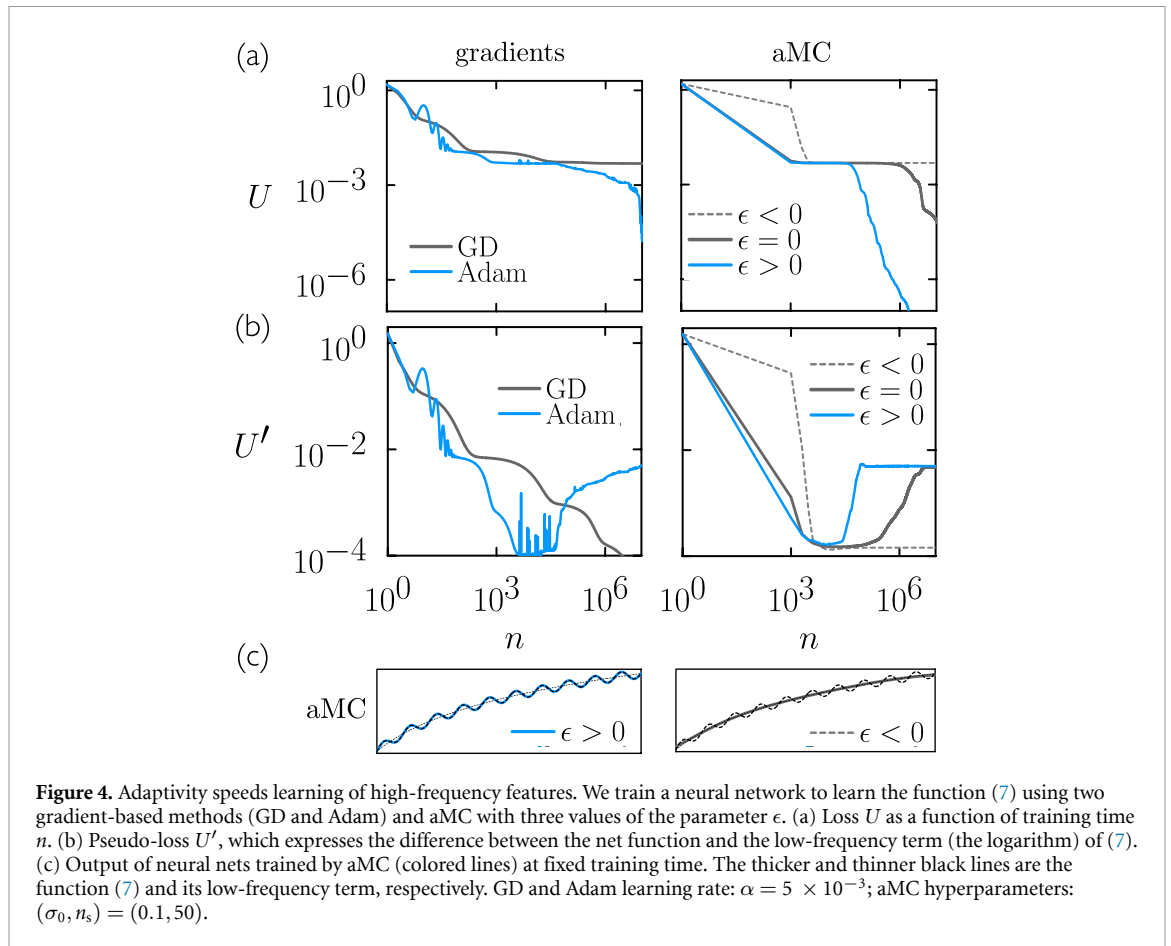 (a)
gradients
aMC
10^0
10^{-3}
10^{-6}
U
GD
Adam
ϵ < 0
ϵ = 0
ϵ > 0
(b)
10^0
10^{-2}
10^{-4}
U′
GD
Adam
ϵ < 0
ϵ = 0
ϵ > 0
10^0 10^3 10^6
10^0 10^3 10^6
n
n
(c)
aMC
ϵ > 0
ϵ < 0
Figure 4. Adaptivity speeds learning of high-frequency features. We train a neural network to learn the function (7) using two
gradient-based methods (GD and Adam) and aMC with three values of the parameter ϵ. (a) Loss U as a function of training time
n. (b) Pseudo-loss U′, which expresses the difference between the net function and the low-frequency term (the logarithm) of (7).
(c) Output of neural nets trained by aMC (colored lines) at fixed training time. The thicker and thinner black lines are the
function (7) and its low-frequency term, respectively. GD and Adam learning rate: α = 5 × 10^{-3}; aMC hyperparameters:
(σ_0, n_s) = (0.1, 50).